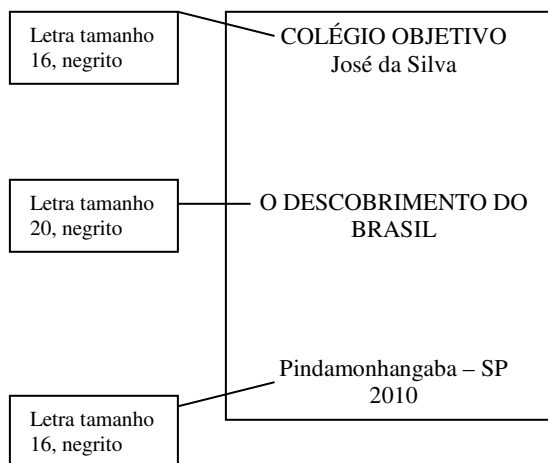 Letra tamanho
16, negrito
COLÉGIO OBJETIVO
José da Silva
Letra tamanho
20, negrito
O DESCOBRIMENTO DO
BRASIL
Pindamonhangaba – SP
2010
Letra tamanho
16, negrito